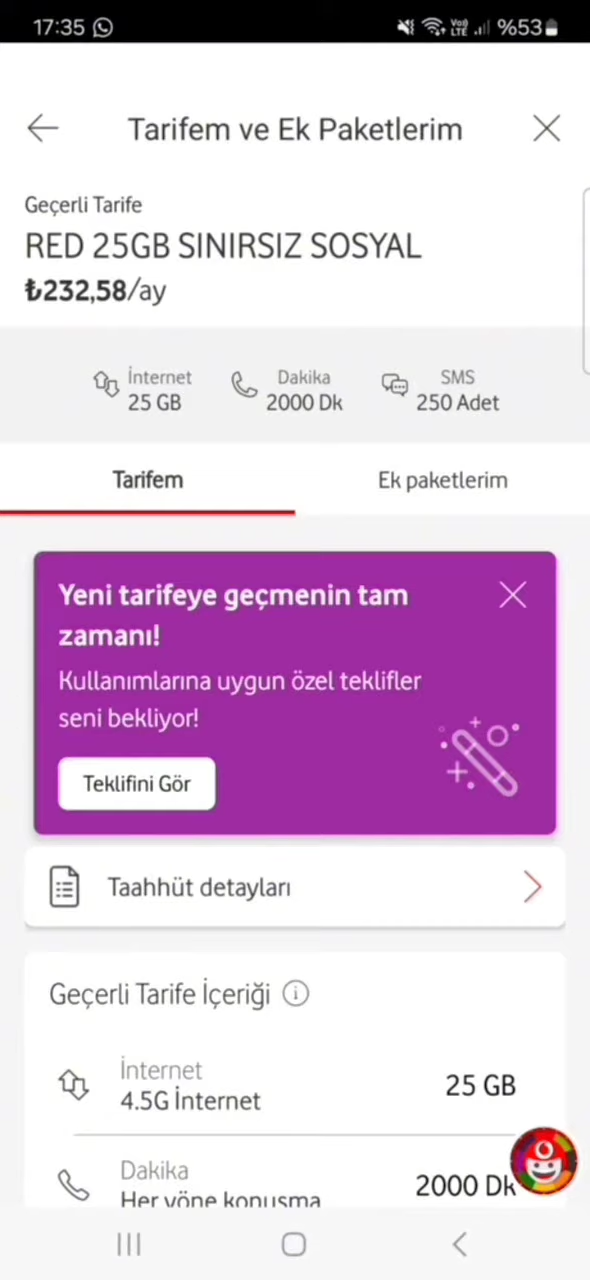 17:35
Vo) LTE %53
Tarifem ve Ek Paketlerim
Geçerli Tarife
RED 25GB SINIRSIZ SOSYAL
₺232,58/ay
İnternet
25 GB
Dakika
2000 Dk
SMS
250 Adet
Tarifem
Ek paketlerim
Yeni tarifeye geçmenin tam
zamanı!
Kullanımlarına uygun özel teklifler
seni bekliyor!
Teklifini Gör
Taahhüt detayları
Geçerli Tarife İçeriği
İnternet
4.5G İnternet
25 GB
Dakika
Her yöne konuşma
2000 Dk